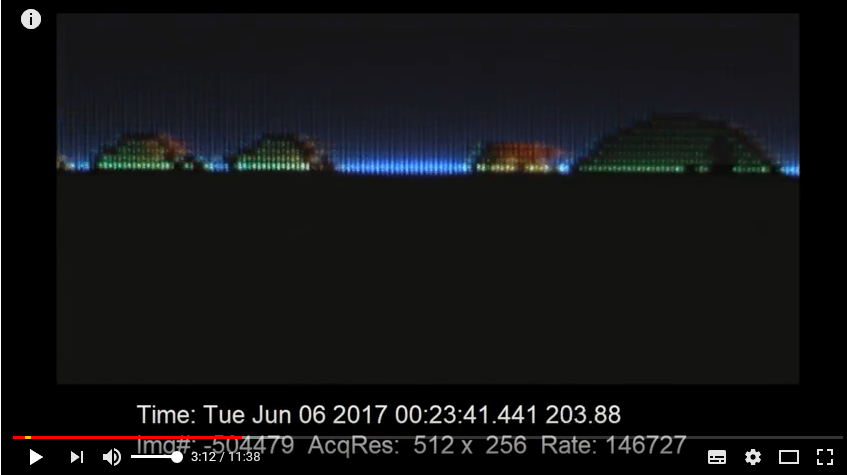 i
Time: Tue Jun 06 2017 00:23:41.441 203.88
Img#: -504479 AcqRes: 512 x 256 Rate: 146727
3:12 / 11:38